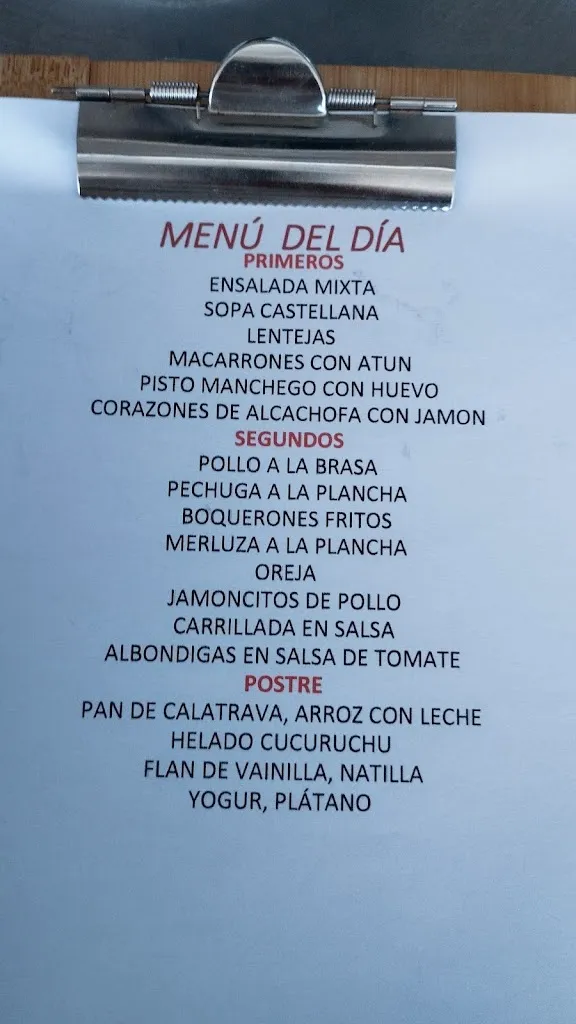 MENÚ DEL DÍA
PRIMEROS
ENSALADA MIXTA
SOPA CASTELLANA
LENTEJAS
MACARRONES CON ATUN
PISTO MANCHEGO CON HUEVO
CORAZONES DE ALCACHOFA CON JAMON
SEGUNDOS
POLLO A LA BRASA
PECHUGA A LA PLANCHA
BOQUERONES FRITOS
MERLUZA A LA PLANCHA
OREJA
JAMONCITOS DE POLLO
CARRILLADA EN SALSA
ALBONDIGAS EN SALSA DE TOMATE
POSTRE
PAN DE CALATRAVA, ARROZ CON LECHE
HELADO CUCURUCHU
FLAN DE VAINILLA, NATILLA
YOGUR, PLÁTANO